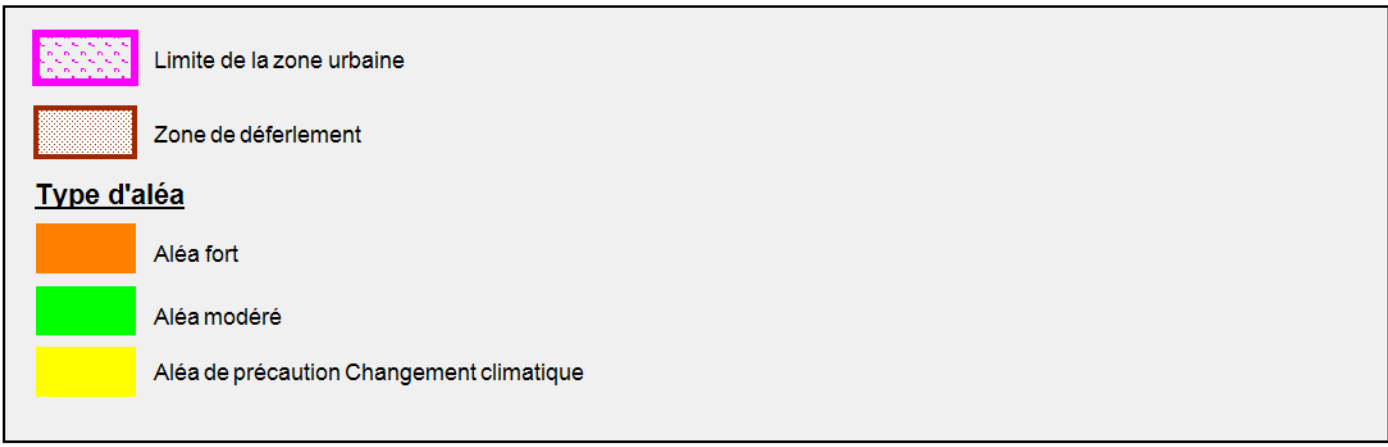 Limite de la zone urbaine
Zone de déferlement
Type d'aléa
Aléa fort
Aléa modéré
Aléa de précaution Changement climatique